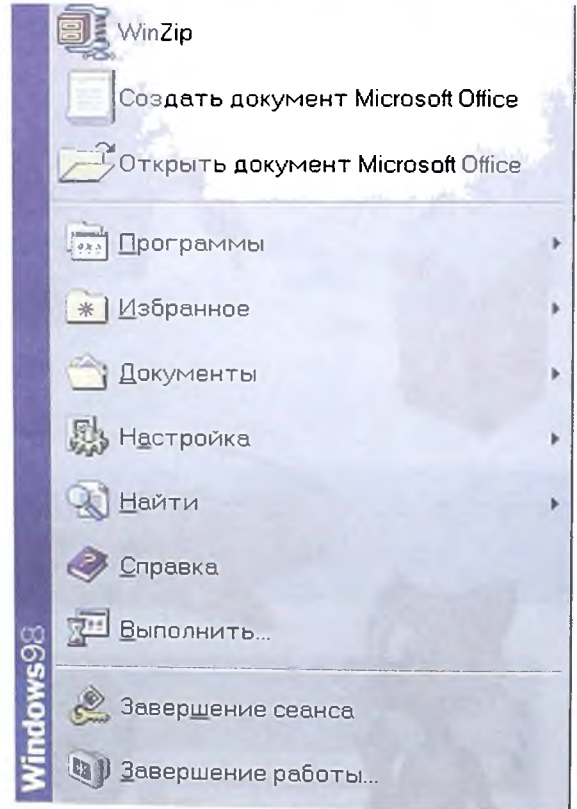 WinZip
Создать документ Microsoft Office
Открыть документ Microsoft Office
Программы
Избранное
Документы
Настройка
Найти
Справка
Выполнить...
Завершение сеанса
Завершение работы...
Windows98